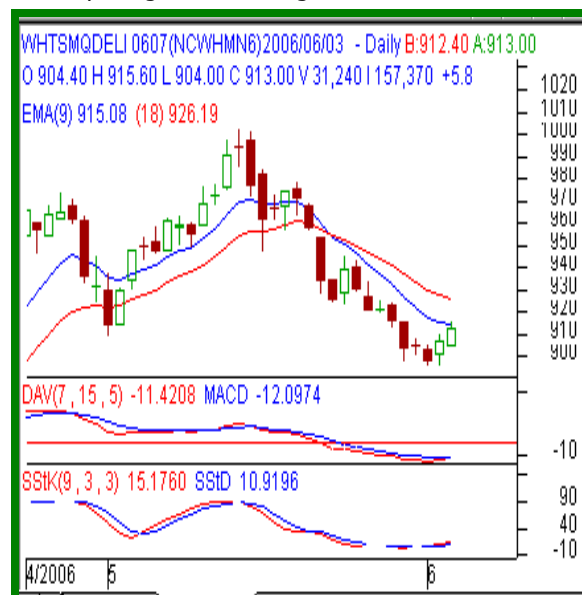 WHTSMQDELI 0607(NCWHMN6)2006/06/03 - Daily B:912.40 A:913.00
O 904.40 H 915.60 L 904.00 C 913.00 V 31,240 I 157,370 +5.8
EMA(9) 915.08 (18) 926.19
1020
1010
1000
990
980
970
960
950
940
930
920
910
900
DAV(7, 15, 5) -11.4208 MACD -12.0974
-10
SStK(9, 3, 3) 15.1760 SStD 10.9196
90
40
-10
4/2006 5 6